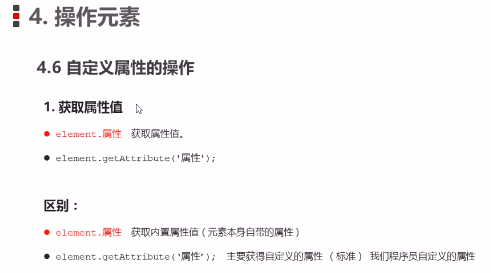 4. 操作元素
4.6 自定义属性的操作
1. 获取属性值
● element.属性 获取属性值。
● element.getAttribute('属性');
区别：
● element.属性 获取内置属性值（元素本身自带的属性）
● element.getAttribute('属性'); 主要获得自定义的属性 （标准） 我们程序员自定义的属性